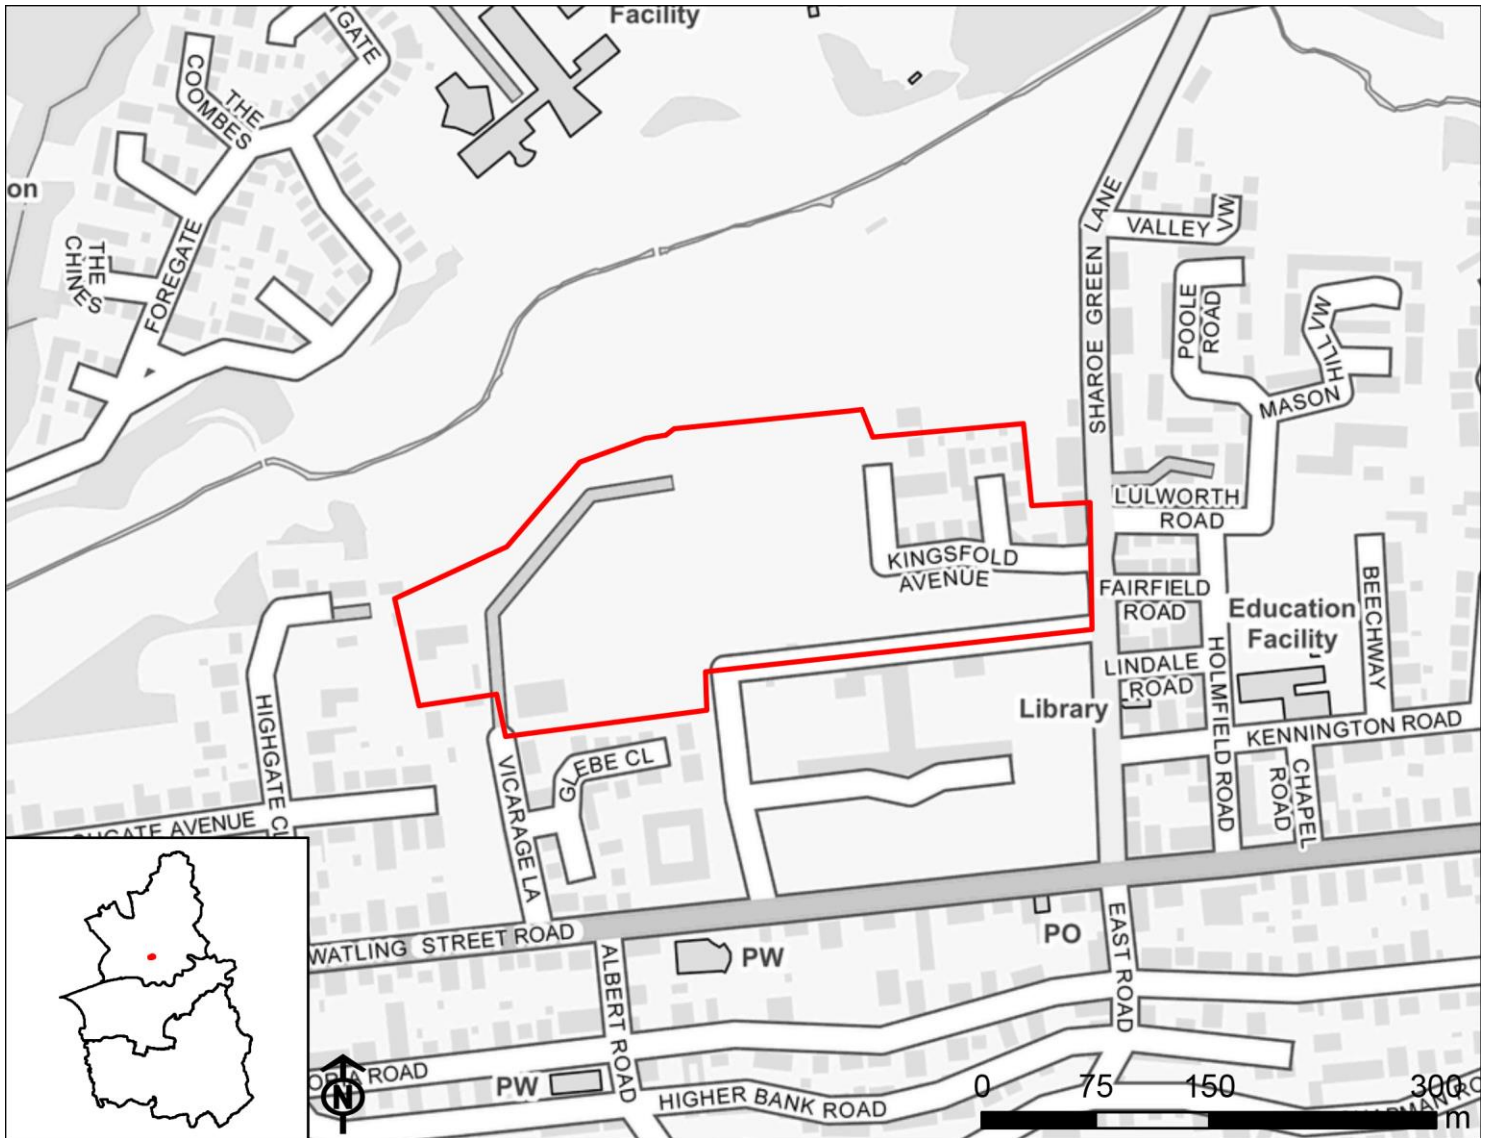 Facility
GATE
THE
COOMBES
on
THE
CHINES
FOREGATE
SHAROE GREEN LANE
VALLEY VW
POOLE
ROAD
HILL VW
MASON
LULWORTH
ROAD
KINGSFOLD
AVENUE
FAIRFIELD
ROAD
Education
Facility
BEECHWAY
LINDALE
ROAD
HOLMFIELD ROAD
Library
KENNINGTON ROAD
CHAPEL
ROAD
HIGHGATE CL
GLEBE CL
VICARAGE LA
HGATE AVENUE
WATLING STREET ROAD
PO
PW
EAST ROAD
ALBERT ROAD
ORIA ROAD
PW
HIGHER BANK ROAD
N
0 75 150 300
m